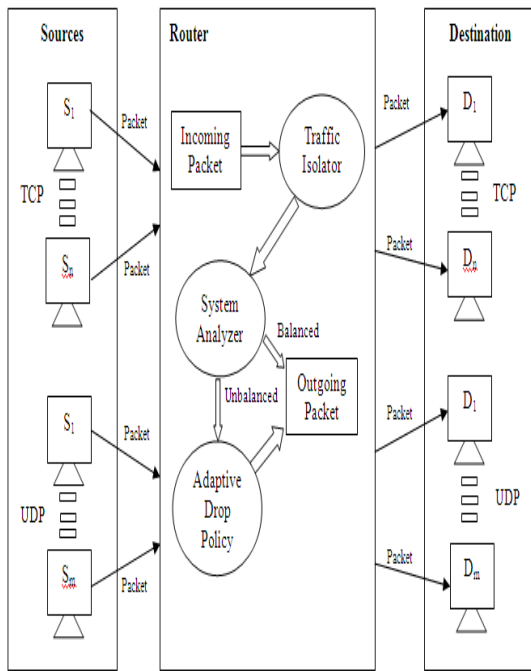 Sources
S1
Packet
TCP
Sn
Packet
S1
Packet
UDP
Sm
Packet
Router
Incoming
Packet
Traffic
Isolator
System
Analyzer
Balanced
Unbalanced
Outgoing
Packet
Adaptive
Drop
Policy
Destination
Packet
D1
TCP
Packet
Dn
Packet
D1
UDP
Packet
Dm